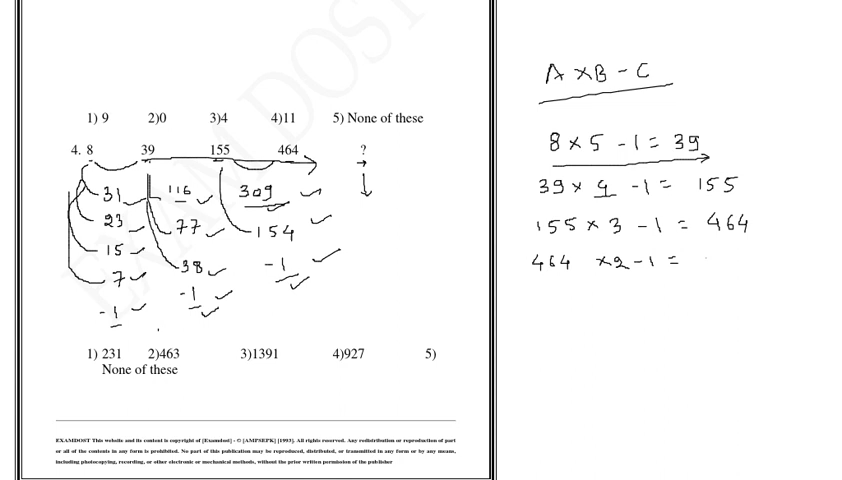 EXAM DOST
1) 9 2)0 3)4 4)11 5) None of these
4. 8 39 155 464 ?
31 116 309
23 77 154
15 38 -1
7 -1
-1
1) 231 2)463 3)1391 4)927 5)
None of these
EXAMDOST This website and its content is copyright of [Examdost] - © [AMPSEFK] [1993]. All rights reserved. Any redistribution or reproduction of part
or all of the contents in any form is prohibited. No part of this publication may be reproduced, distributed, or transmitted in any form or by any means,
including photocopying, recording, or other electronic or mechanical methods, without the prior written permission of the publisher
A × B - C
8 × 5 - 1 = 39
39 × 4 - 1 = 155
155 × 3 - 1 = 464
464 × 2 - 1 =